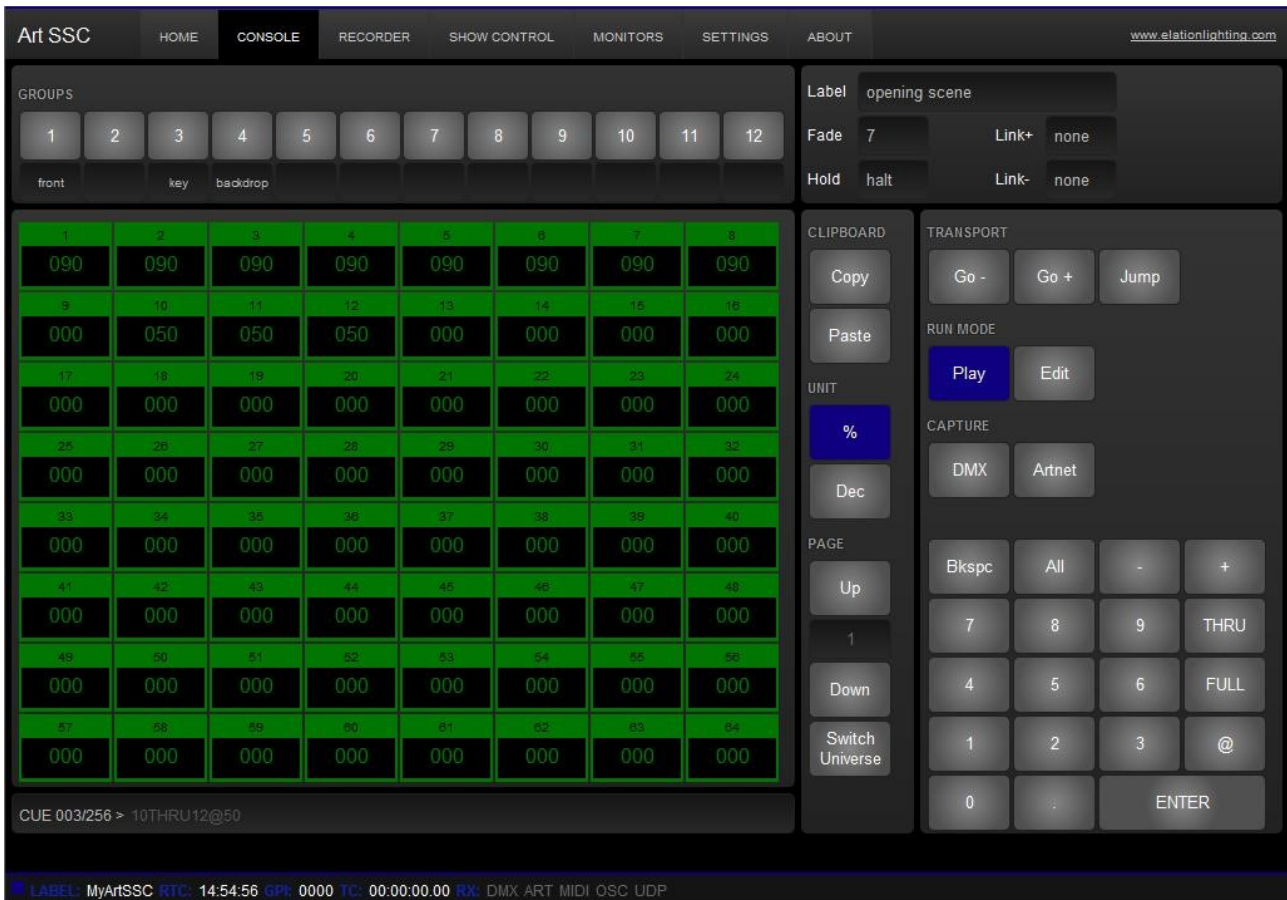 Art SSC HOME CONSOLE RECORDER SHOW CONTROL MONITORS SETTINGS ABOUT www.elationlighting.com
GROUPS
1 2 3 4 5 6 7 8 9 10 11 12
front key backdrop
Label opening scene
Fade 7 Link+ none
Hold halt Link- none
1 2 3 4 5 6 7 8
090 090 090 090 090 090 090 090
9 10 11 12 13 14 15 16
000 050 050 050 000 000 000 000
17 18 19 20 21 22 23 24
000 000 000 000 000 000 000 000
25 26 27 28 29 30 31 32
000 000 000 000 000 000 000 000
33 34 35 36 37 38 39 40
000 000 000 000 000 000 000 000
41 42 43 44 45 46 47 48
000 000 000 000 000 000 000 000
49 50 51 52 53 54 55 56
000 000 000 000 000 000 000 000
57 58 59 60 61 62 63 64
000 000 000 000 000 000 000 000
CUE 003/256 > 10THRU12@50
CLIPBOARD
Copy
Paste
UNIT
%
Dec
PAGE
Up
1
Down
Switch
Universe
TRANSPORT
Go - Go + Jump
RUN MODE
Play Edit
CAPTURE
DMX Artnet
Bkspc All - +
7 8 9 THRU
4 5 6 FULL
1 2 3 @
0 . ENTER
LABEL: MyArtSSC RTC: 14:54:56 GPI: 0000 TC: 00:00:00.00 RX: DMX ART MIDI OSC UDP